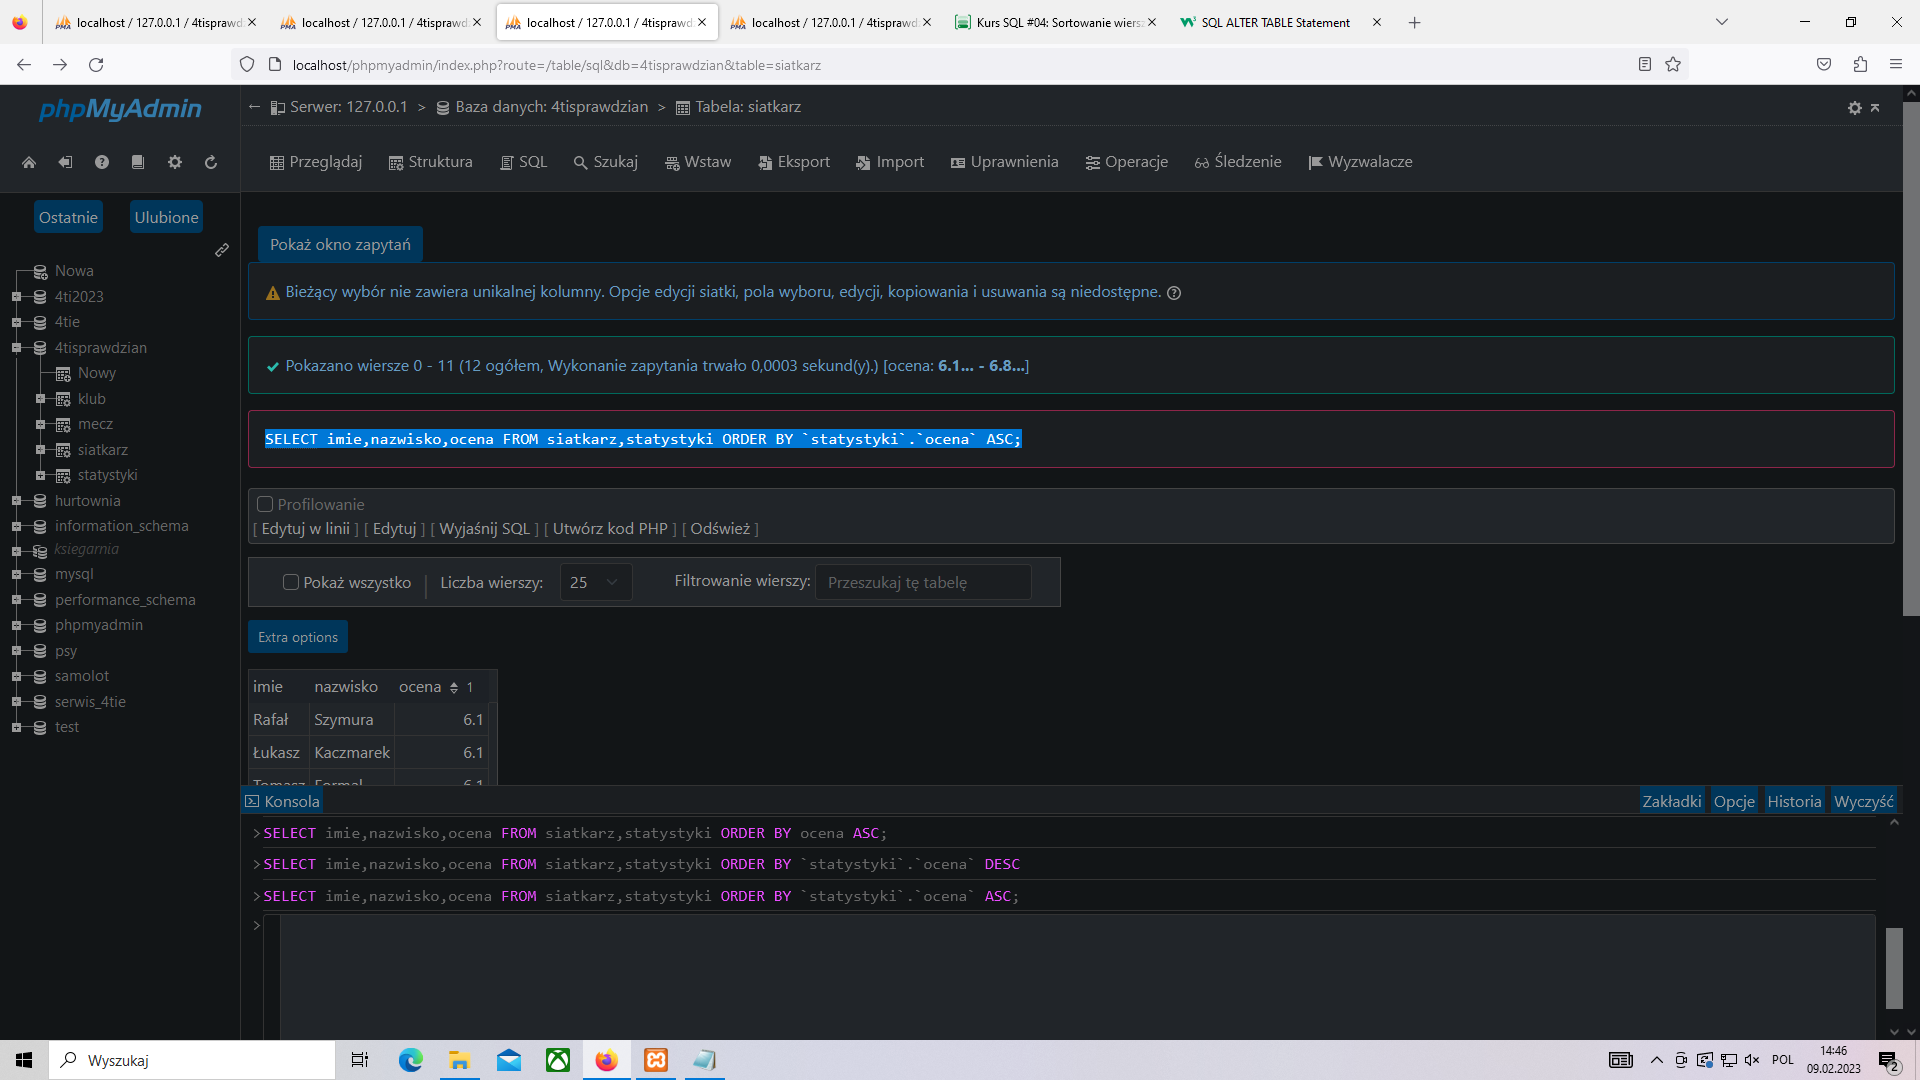 localhost / 127.0.0.1 / 4tisprawd
localhost / 127.0.0.1 / 4tisprawd
localhost / 127.0.0.1 / 4tisprawd
localhost / 127.0.0.1 / 4tisprawd
Kurs SQL #04: Sortowanie wiers
SQL ALTER TABLE Statement
localhost/phpmyadmin/index.php?route=/table/sql&db=4tisprawdzian&table=siatkarz
phpMyAdmin
Serwer: 127.0.0.1 > Baza danych: 4tisprawdzian > Tabela: siatkarz
Przeglądaj Struktura SQL Szukaj Wstaw Eksport Import Uprawnienia Operacje Śledzenie Wyzwalacze
Ostatnie Ulubione
Nowa
4ti2023
4tie
4tisprawdzian
Nowy
klub
mecz
siatkarz
statystyki
hurtownia
information_schema
ksiegarnia
mysql
performance_schema
phpmyadmin
psy
samolot
serwis_4tie
test
Pokaż okno zapytań
Bieżący wybór nie zawiera unikalnej kolumny. Opcje edycji siatki, pola wyboru, edycji, kopiowania i usuwania są niedostępne.
Pokazano wiersze 0 - 11 (12 ogółem, Wykonanie zapytania trwało 0,0003 sekund(y).) [ocena: 6.1... - 6.8...]
SELECT imie,nazwisko,ocena FROM siatkarz,statystyki ORDER BY `statystyki`.`ocena` ASC;
Profilowanie
[ Edytuj w linii ] [ Edytuj ] [ Wyjaśnij SQL ] [ Utwórz kod PHP ] [ Odśwież ]
Pokaż wszystko | Liczba wierszy: 25 Filtrowanie wierszy: Przeszukaj tę tabelę
Extra options
imie nazwisko ocena 1
Rafał Szymura 6.1
Łukasz Kaczmarek 6.1
Tomasz Fornal 6.1
Konsola
Zakładki Opcje Historia Wyczyść
>SELECT imie,nazwisko,ocena FROM siatkarz,statystyki ORDER BY ocena ASC;
>SELECT imie,nazwisko,ocena FROM siatkarz,statystyki ORDER BY `statystyki`.`ocena` DESC
>SELECT imie,nazwisko,ocena FROM siatkarz,statystyki ORDER BY `statystyki`.`ocena` ASC;
>
Wyszukaj
POL
14:46
09.02.2023
2